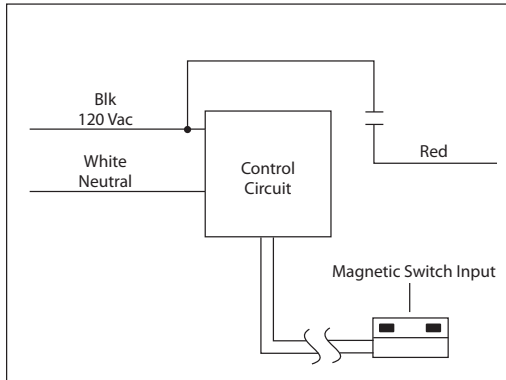 Blk
120 Vac
White
Neutral
Control
Circuit
Red
Magnetic Switch Input